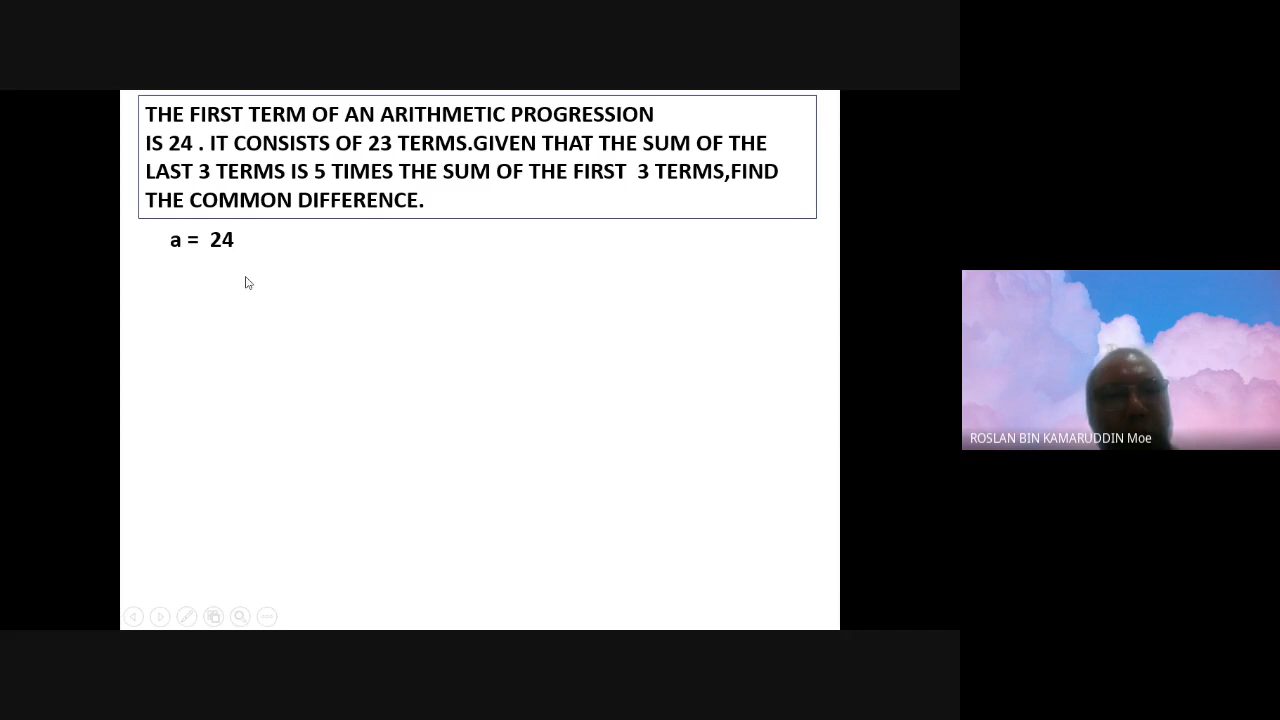 THE FIRST TERM OF AN ARITHMETIC PROGRESSION
IS 24 . IT CONSISTS OF 23 TERMS.GIVEN THAT THE SUM OF THE
LAST 3 TERMS IS 5 TIMES THE SUM OF THE FIRST  3 TERMS,FIND
THE COMMON DIFFERENCE.
a =  24
ROSLAN BIN KAMARUDDIN Moe